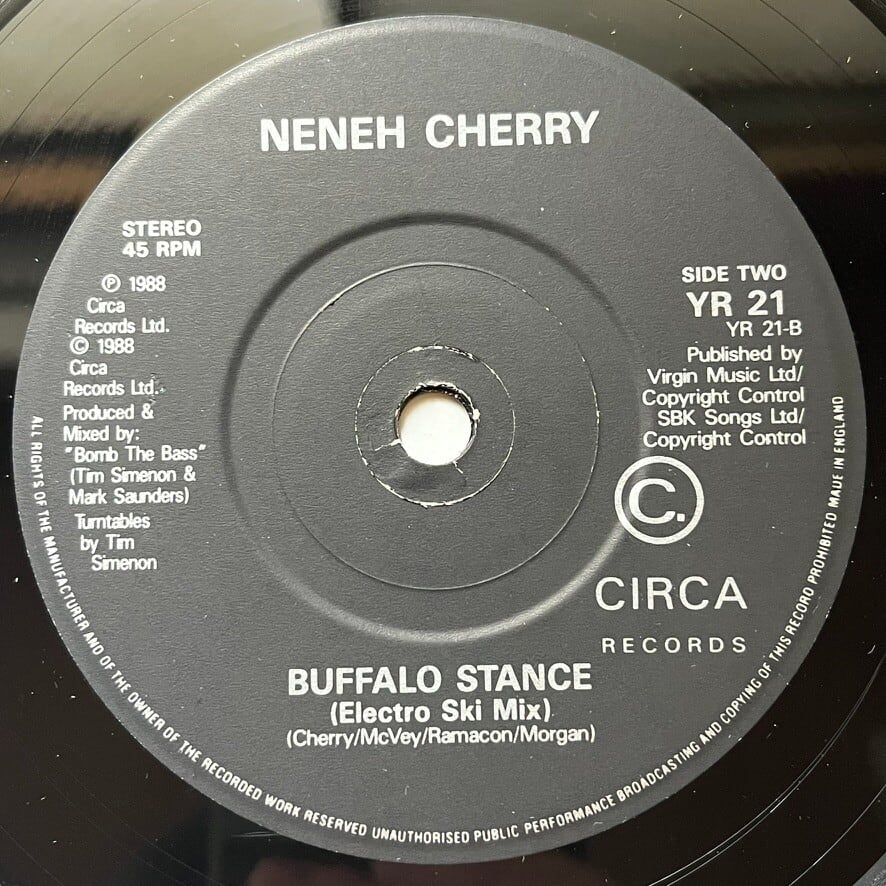 NENEH CHERRY
STEREO
45 RPM
Ⓟ 1988
Circa
Records Ltd.
© 1988
Circa
Records Ltd.
Produced &
Mixed by:
"Bomb The Bass"
(Tim Simenon &
Mark Saunders)
Turntables
by Tim
Simenon
SIDE TWO
YR 21
YR 21-B
Published by
Virgin Music Ltd/
Copyright Control
SBK Songs Ltd/
Copyright Control
C.
CIRCA
RECORDS
BUFFALO STANCE
(Electro Ski Mix)
(Cherry/McVey/Ramacon/Morgan)
ALL RIGHTS OF THE MANUFACTURER AND OF THE OWNER OF THE RECORDED WORK RESERVED UNAUTHORISED PUBLIC PERFORMANCE BROADCASTING AND COPYING OF THIS RECORD PROHIBITED MADE IN ENGLAND